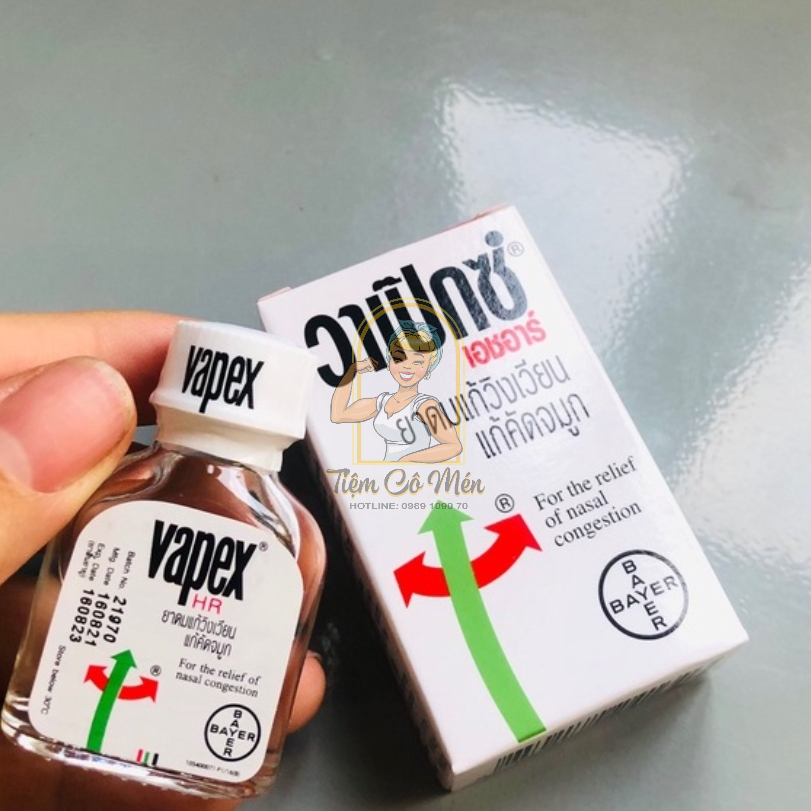 วาเป๊กซ์®
เอชอาร์
ยาดมแก้วิงเวียน
แก้คัดจมูก
®
For the relief
of nasal
congestion
BAYER
BAYER
Tiệm Cô Mén
HOTLINE: 0969 1090 70
vapex
vapex®
HR
ยาดมแก้วิงเวียน
แก้คัดจมูก
®
For the relief of
nasal congestion
BAYER
BAYER
Batch No. 21970
Mfg. Date 160821
Exp. Date 160823
Store below 30°C